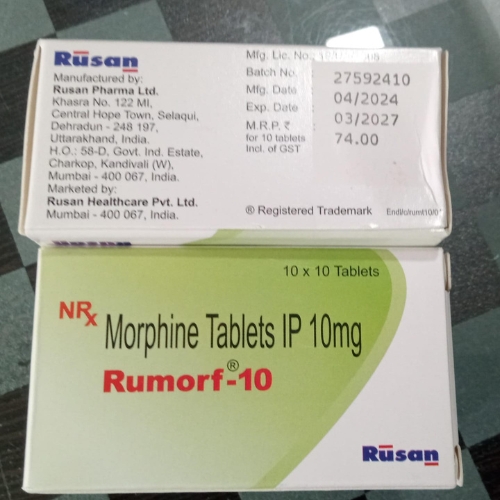 Rusan
Manufactured by:
Rusan Pharma Ltd.
Khasra No. 122 MI,
Central Hope Town, Selaqui,
Dehradun - 248 197,
Uttarakhand, India.
H.O.: 58-D, Govt. Ind. Estate,
Charkop, Kandivali (W),
Mumbai - 400 067, India.
Marketed by:
Rusan Healthcare Pvt. Ltd.
Mumbai - 400 067, India.
Mfg. Lic. No.
Batch No. 27592410
Mfg. Date 04/2024
Exp. Date 03/2027
M.R.P. ₹ 74.00
for 10 tablets
Incl. of GST
® Registered Trademark
10 x 10 Tablets
NRx Morphine Tablets IP 10mg
Rumorf®-10
Rusan